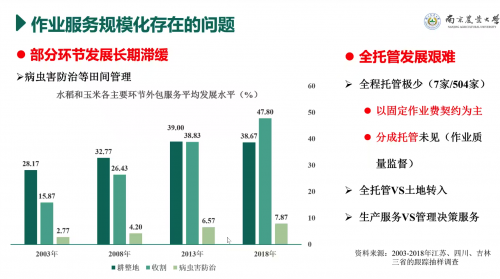 作业服务规模化存在的问题
南京农业大学
部分环节发展长期滞缓
病虫害防治等田间管理
水稻和玉米各主要环节外包服务平均发展水平（%）
60
50
40
30
20
10
0
28.17
15.87
2.77
32.77
26.43
4.20
39.00
38.83
6.57
38.67
47.80
7.87
2003年
2008年
2013年
2018年
耕整地
收割
病虫害防治
全托管发展艰难
全程托管极少（7家/504家）
以固定作业费契约为主
分成托管未见（作业质
量监督）
全托管VS土地转入
生产服务VS管理决策服务
资料来源：2003-2018年江苏、四川、吉林
三省的跟踪抽样调查